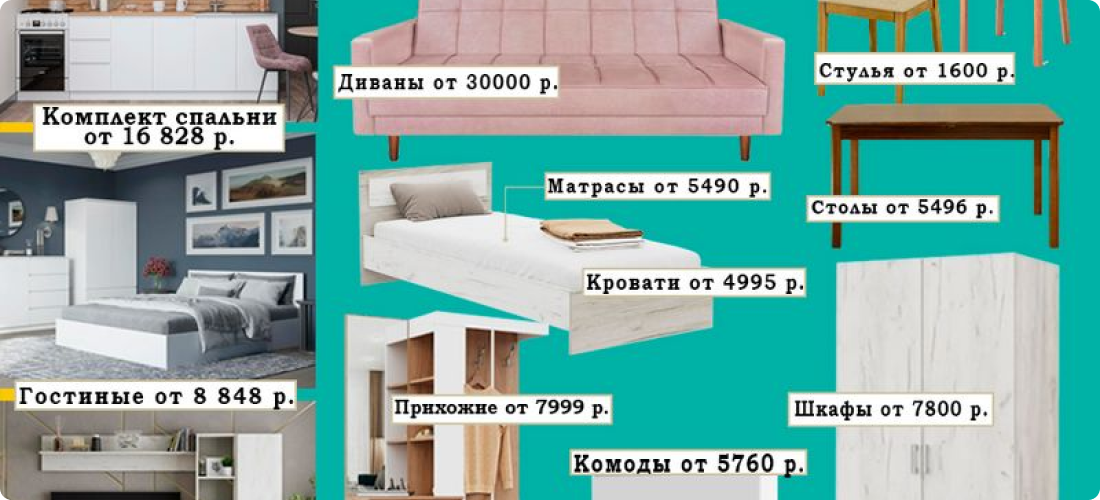 Диваны от 30000 р.
Стулья от 1600 р.
Комплект спальни
от 16 828 р.
Матрасы от 5490 р.
Столы от 5496 р.
Кровати от 4995 р.
Гостиные от 8 848 р.
Прихожие от 7999 р.
Шкафы от 7800 р.
Комоды от 5760 р.